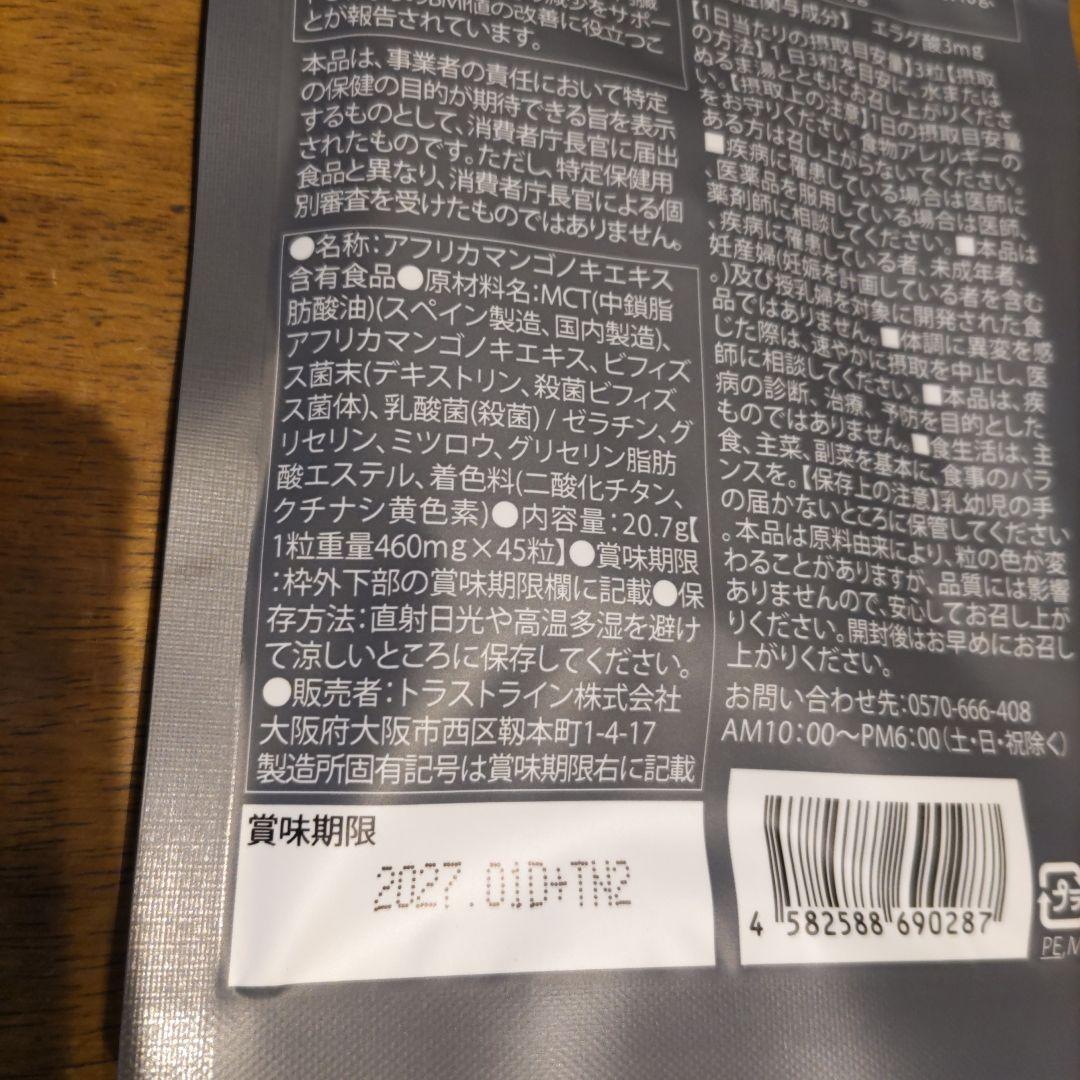 BMI値の改善に役立つこ
とが報告されています。
本品は、事業者の責任において特定
の保健の目的が期待できる旨を表示
するものとして、消費者庁長官に届出
されたものです。ただし、特定保健用
食品と異なり、消費者庁長官による個
別審査を受けたものではありません。
●名称:アフリカマンゴノキエキス
含有食品●原材料名:MCT(中鎖脂
肪酸油)(スペイン製造、国内製造)、
アフリカマンゴノキエキス、ビフィズ
ス菌末(デキストリン、殺菌ビフィズ
ス菌体)、乳酸菌(殺菌) / ゼラチン、グ
リセリン、ミツロウ、グリセリン脂肪
酸エステル、着色料(二酸化チタン、
クチナシ黄色素)●内容量:20.7g【
1粒重量460mg×45粒】●賞味期限
:枠外下部の賞味期限欄に記載●保
存方法:直射日光や高温多湿を避け
て涼しいところに保存してください。
●販売者:トラストライン株式会社
大阪府大阪市西区靱本町1-4-17
製造所固有記号は賞味期限右に記載
賞味期限
2027.01D+TN2
関与成分】 エラグ酸3mg
【1日当たりの摂取目安量】3粒【摂取
の方法】1日3粒を目安に、水または
ぬるま湯とともにお召し上がりくださ
い。【摂取上の注意】1日の摂取目安量
をお守りください。食物アレルギーの
ある方は召し上がらないでください。
■疾病に罹患している場合は医師に
、医薬品を服用している場合は医師、
薬剤師に相談してください。■本品は
、疾病に罹患している者、未成年者、
妊産婦(妊娠を計画している者を含む
。)及び授乳婦を対象に開発された食
品ではありません。■体調に異変を感
じた際は、速やかに摂取を中止し、医
師に相談してください。■本品は、疾
病の診断、治療、予防を目的とした
ものではありません。■食生活は、主
食、主菜、副菜を基本に、食事のバラ
ンスを。【保存上の注意】乳幼児の手
の届かないところに保管してください
。本品は原料由来により、粒の色が変
わることがありますが、品質には影響
ありませんので、安心してお召し上が
りください。開封後はお早めにお召し
上がりください。
お問い合わせ先:0570-666-408
AM10:00〜PM6:00(土・日・祝除く)
4 582588 690287
プラ
PE,M